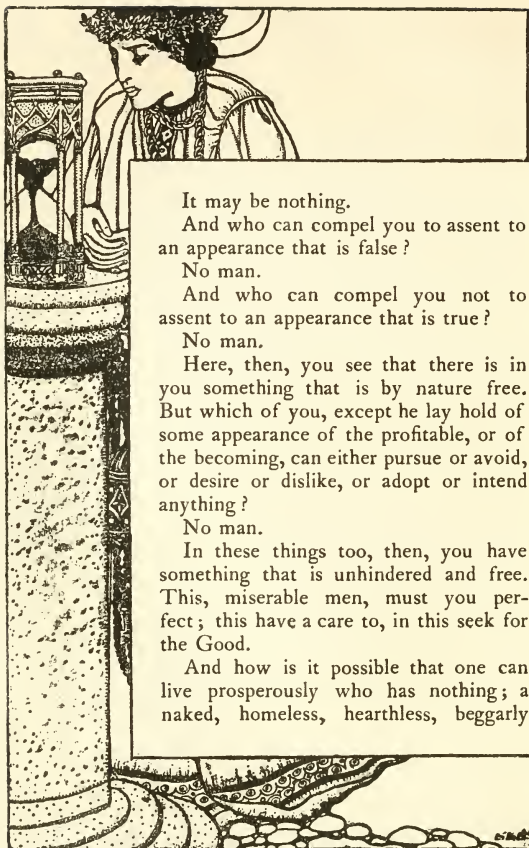 It may be nothing.
And who can compel you to assent to
an appearance that is false ?
No man.
And who can compel you not to
assent to an appearance that is true ?
No man.
Here, then, you see that there is in
you something that is by nature free.
But which of you, except he lay hold of
some appearance of the profitable, or of
the becoming, can either pursue or avoid,
or desire or dislike, or adopt or intend
anything ?
No man.
In these things too, then, you have
something that is unhindered and free.
This, miserable men, must you per-
fect ; this have a care to, in this seek for
the Good.
And how is it possible that one can
live prosperously who has nothing ; a
naked, homeless, hearthless, beggarly